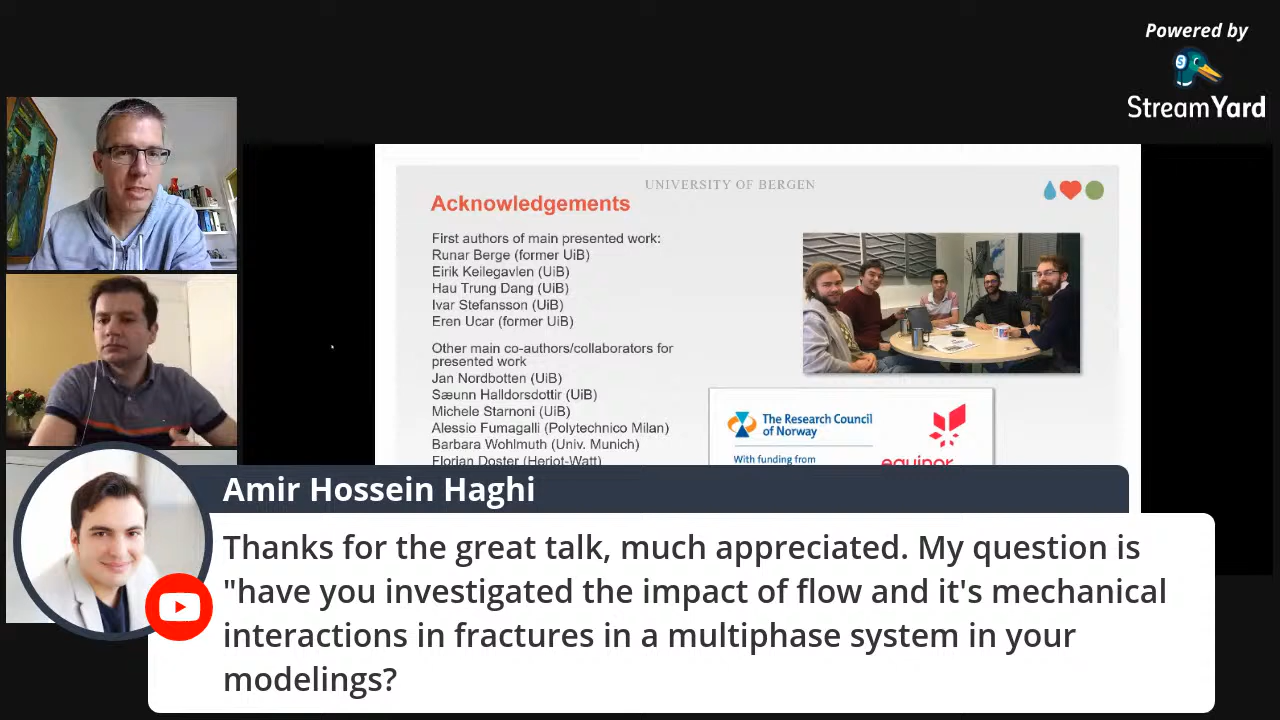 Powered by
StreamYard
UNIVERSITY OF BERGEN
Acknowledgements
First authors of main presented work:
Runar Berge (former UiB)
Eirik Keilegavlen (UiB)
Hau Trung Dang (UiB)
Ivar Stefansson (UiB)
Eren Ucar (former UiB)
Other main co-authors/collaborators for
presented work
Jan Nordbotten (UiB)
Sæunn Halldorsdottir (UiB)
Michele Starnoni (UiB)
Alessio Fumagalli (Polytechnico Milan)
Barbara Wohlmuth (Univ. Munich)
Florian Doster (Heriot-Watt)
The Research Council
of Norway
With funding from
equinor
Amir Hossein Haghi
Thanks for the great talk, much appreciated. My question is
"have you investigated the impact of flow and it's mechanical
interactions in fractures in a multiphase system in your
modelings?